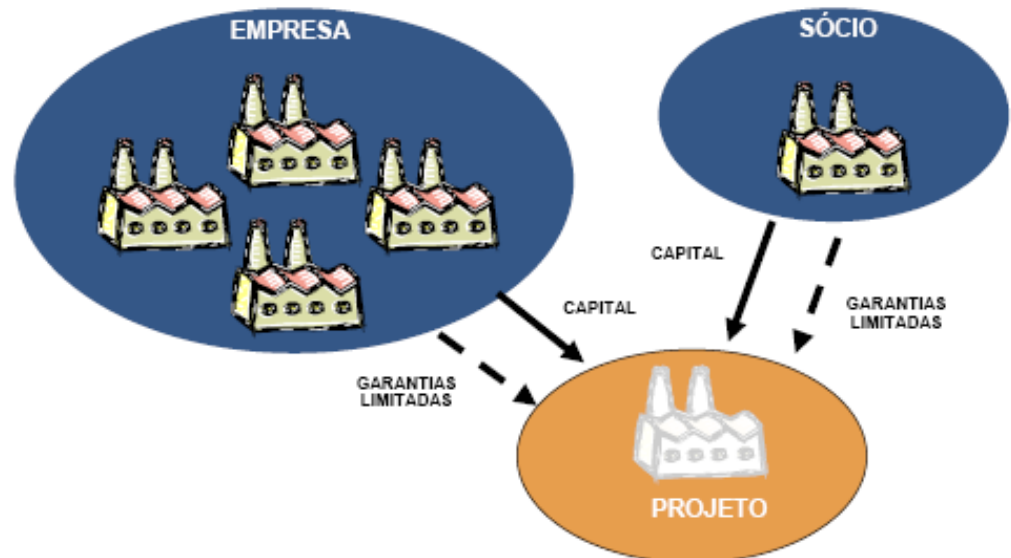 EMPRESA
SÓCIO
CAPITAL
GARANTIAS
LIMITADAS
CAPITAL
GARANTIAS
LIMITADAS
PROJETO